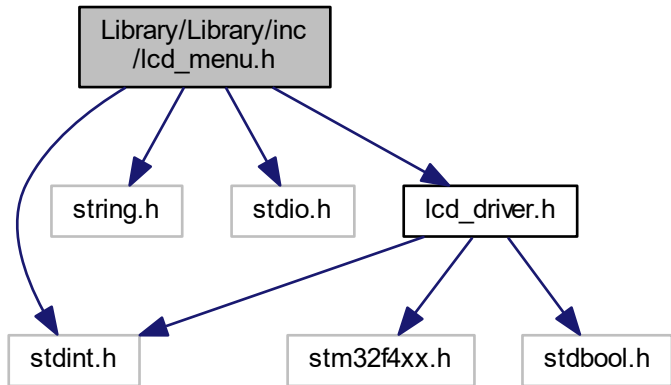 Library/Library/inc
/lcd_menu.h
string.h
stdio.h
lcd_driver.h
stdint.h
stm32f4xx.h
stdbool.h